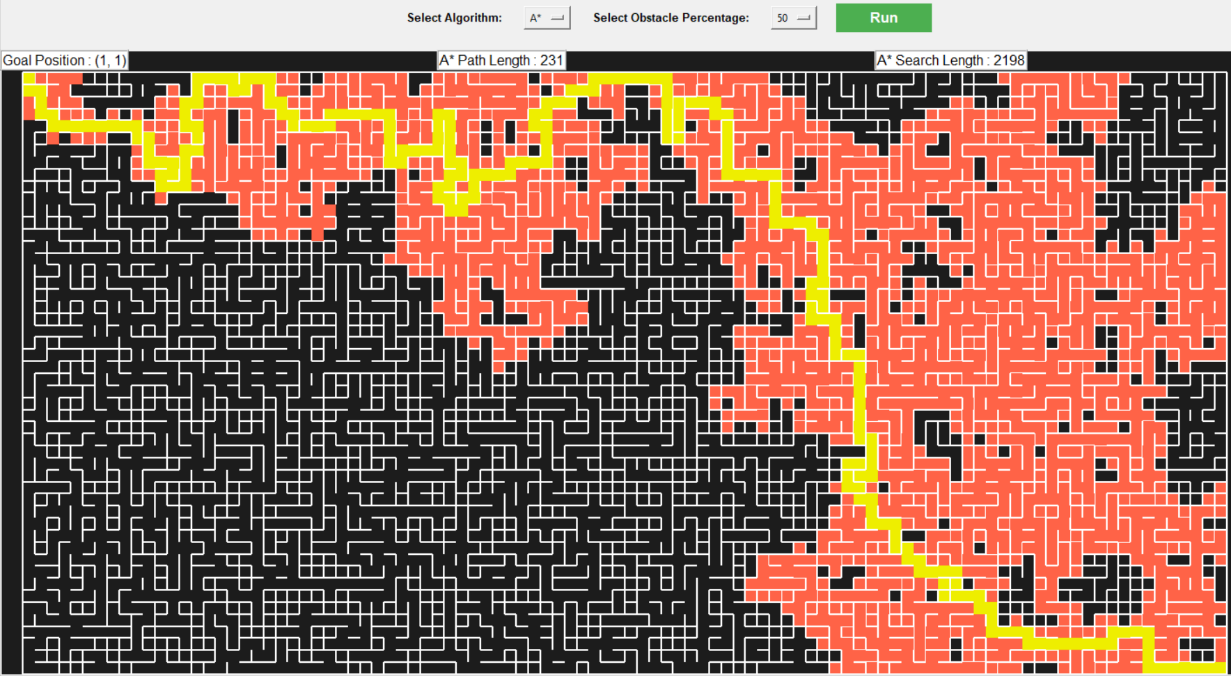 Select Algorithm: A* Select Obstacle Percentage: 50 Run
Goal Position : (1, 1) A* Path Length : 231 A* Search Length : 2198